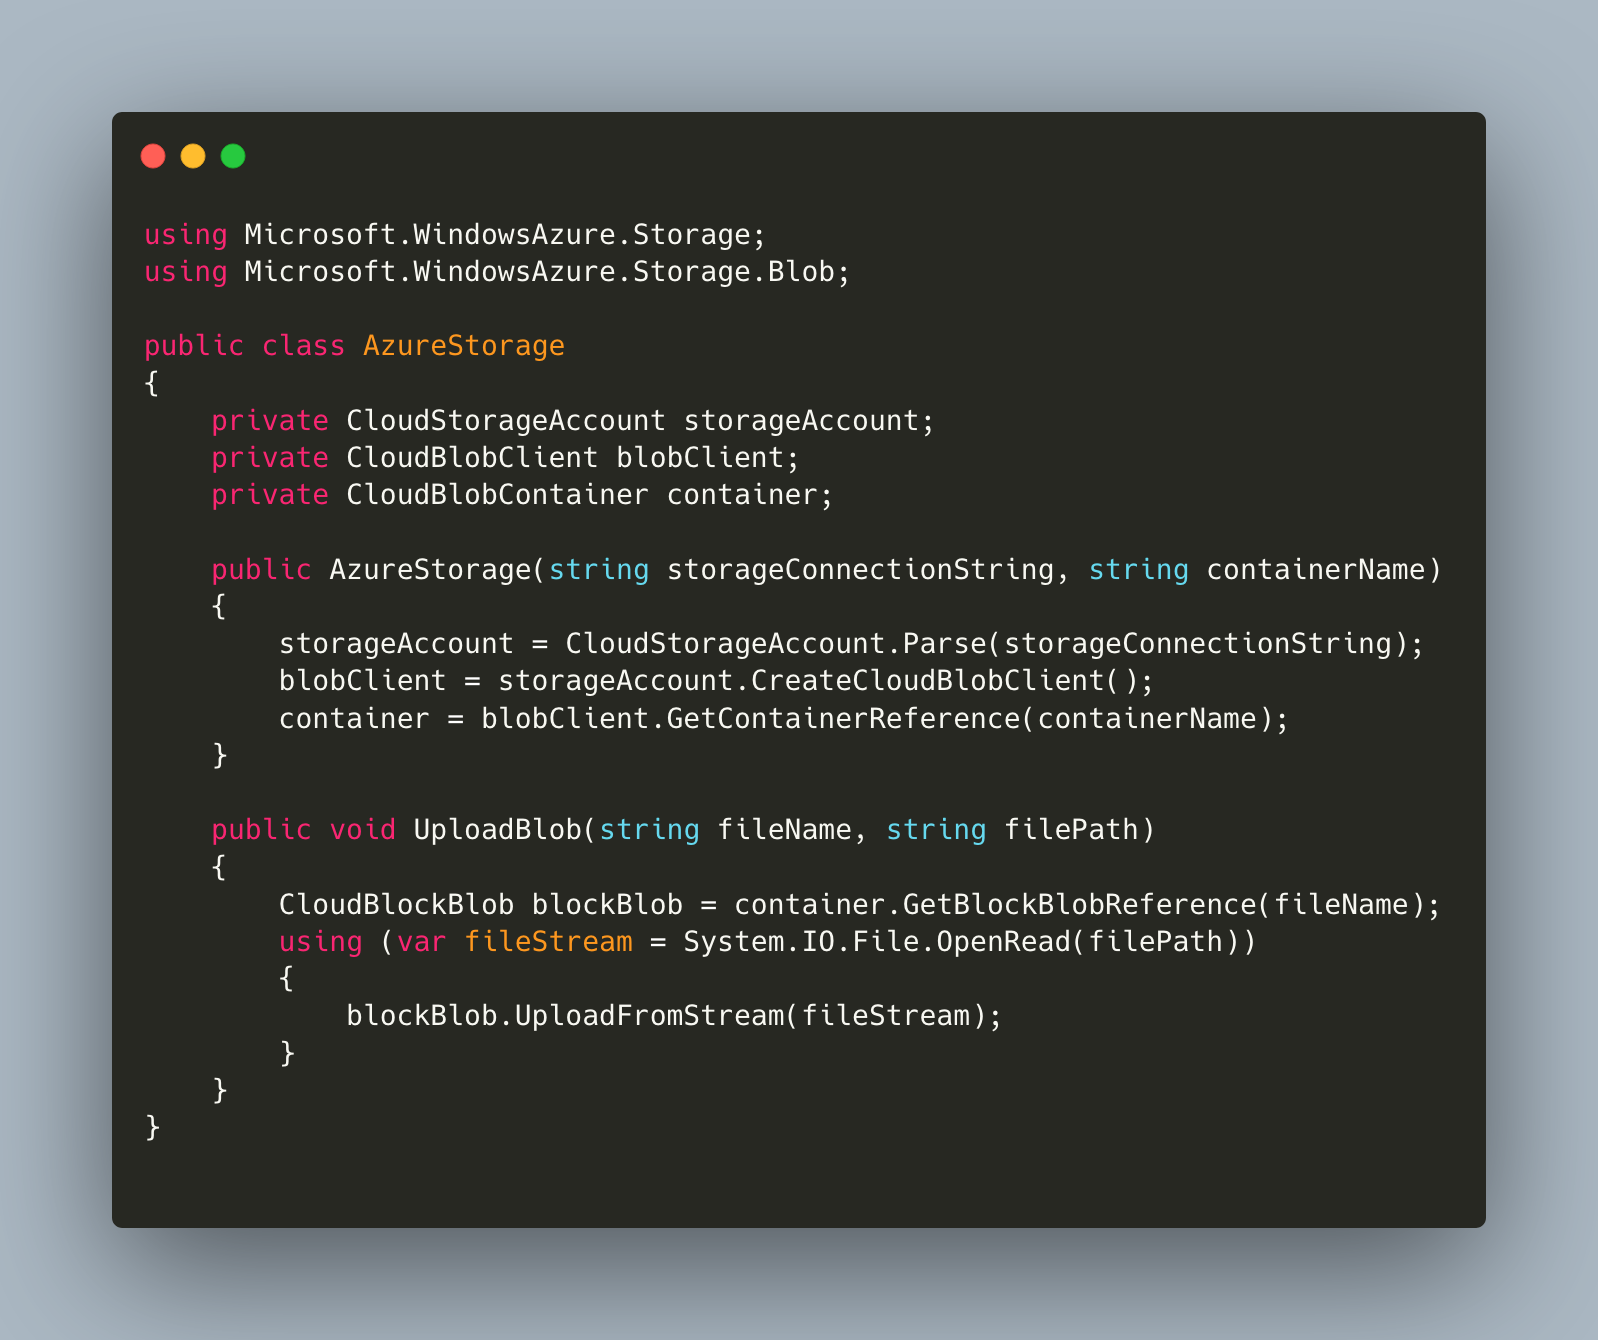 using Microsoft.WindowsAzure.Storage;
using Microsoft.WindowsAzure.Storage.Blob;

public class AzureStorage
{
    private CloudStorageAccount storageAccount;
    private CloudBlobClient blobClient;
    private CloudBlobContainer container;

    public AzureStorage(string storageConnectionString, string containerName)
    {
        storageAccount = CloudStorageAccount.Parse(storageConnectionString);
        blobClient = storageAccount.CreateCloudBlobClient();
        container = blobClient.GetContainerReference(containerName);
    }

    public void UploadBlob(string fileName, string filePath)
    {
        CloudBlockBlob blockBlob = container.GetBlockBlobReference(fileName);
        using (var fileStream = System.IO.File.OpenRead(filePath))
        {
            blockBlob.UploadFromStream(fileStream);
        }
    }
}